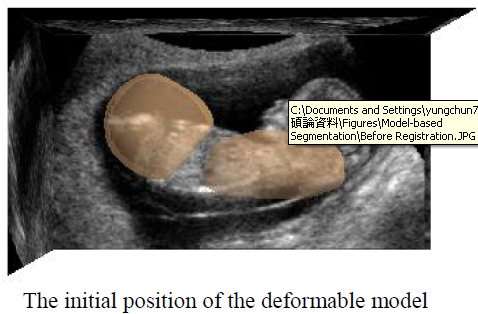 C:\Documents and Settings\yungchun7
碩論資料\Figures\Model-based
Segmentation\Before Registration.JPG
The initial position of the deformable model